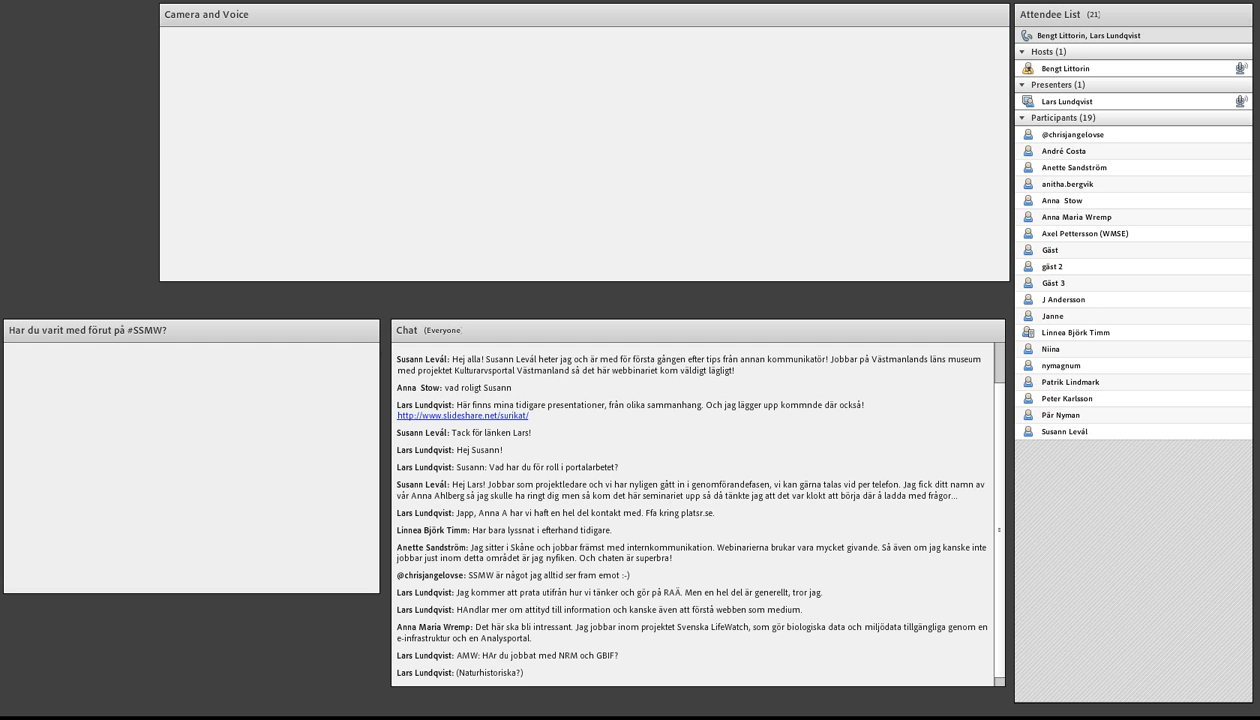 Camera and Voice
Attendee List (21)
Bengt Littorin, Lars Lundqvist
Hosts (1)
Bengt Littorin
Presenters (1)
Lars Lundqvist
Participants (19)
@chrisjangelovse
André Costa
Anette Sandström
anitha.bergvik
Anna  Stow
Anna Maria Wremp
Axel Pettersson (WMSE)
Gäst
gäst 2
Gäst 3
J Andersson
Janne
Linnea Björk Timm
Niina
nymagnum
Patrik Lindmark
Peter Karlsson
Pär Nyman
Susann Levál
Har du varit med förut på #SSMW?
Chat (Everyone
Susann Levál: Hej alla! Susann Levál heter jag och är med för första gången efter tips från annan kommunikatör! Jobbar på Västmanlands läns museum
med projektet Kulturarvsportal Västmanland så det här webbinariet kom väldigt lägligt!
Anna  Stow: vad roligt Susann
Lars Lundqvist: Här finns mina tidigare presentationer, från olika sammanhang. Och jag lägger upp kommnde där också!
http://www.slideshare.net/surikat/
Susann Levál: Tack för länken Lars!
Lars Lundqvist: Hej Susann!
Lars Lundqvist: Susann: Vad har du för roll i portalarbetet?
Susann Levál: Hej Lars! Jobbar som projektledare och vi har nyligen gått in i genomförandefasen, vi kan gärna talas vid per telefon. Jag fick ditt namn av
vår Anna Ahlberg så jag skulle ha ringt dig men så kom det här seminariet upp så då tänkte jag att det var klokt att börja där å ladda med frågor...
Lars Lundqvist: Japp, Anna A har vi haft en hel del kontakt med. Ffa kring platsr.se.
Linnea Björk Timm: Har bara lyssnat i efterhand tidigare.
Anette Sandström: Jag sitter i Skåne och jobbar främst med internkommunikation. Webinarierna brukar vara mycket givande. Så även om jag kanske inte
jobbar just inom detta området är jag nyfiken. Och chaten är superbra!
@chrisjangelovse: SSMW är något jag alltid ser fram emot :-)
Lars Lundqvist: Jag kommer att prata utifrån hur vi tänker och gör på RAÄ. Men en hel del är generellt, tror jag.
Lars Lundqvist: HAndlar mer om attityd till information och kanske även att förstå webben som medium.
Anna Maria Wremp: Det här ska bli intressant. Jag jobbar inom projektet Svenska LifeWatch, som gör biologiska data och miljödata tillgängliga genom en
e-infrastruktur och en Analysportal.
Lars Lundqvist: AMW: HAr du jobbat med NRM och GBIF?
Lars Lundqvist: (Naturhistoriska?)